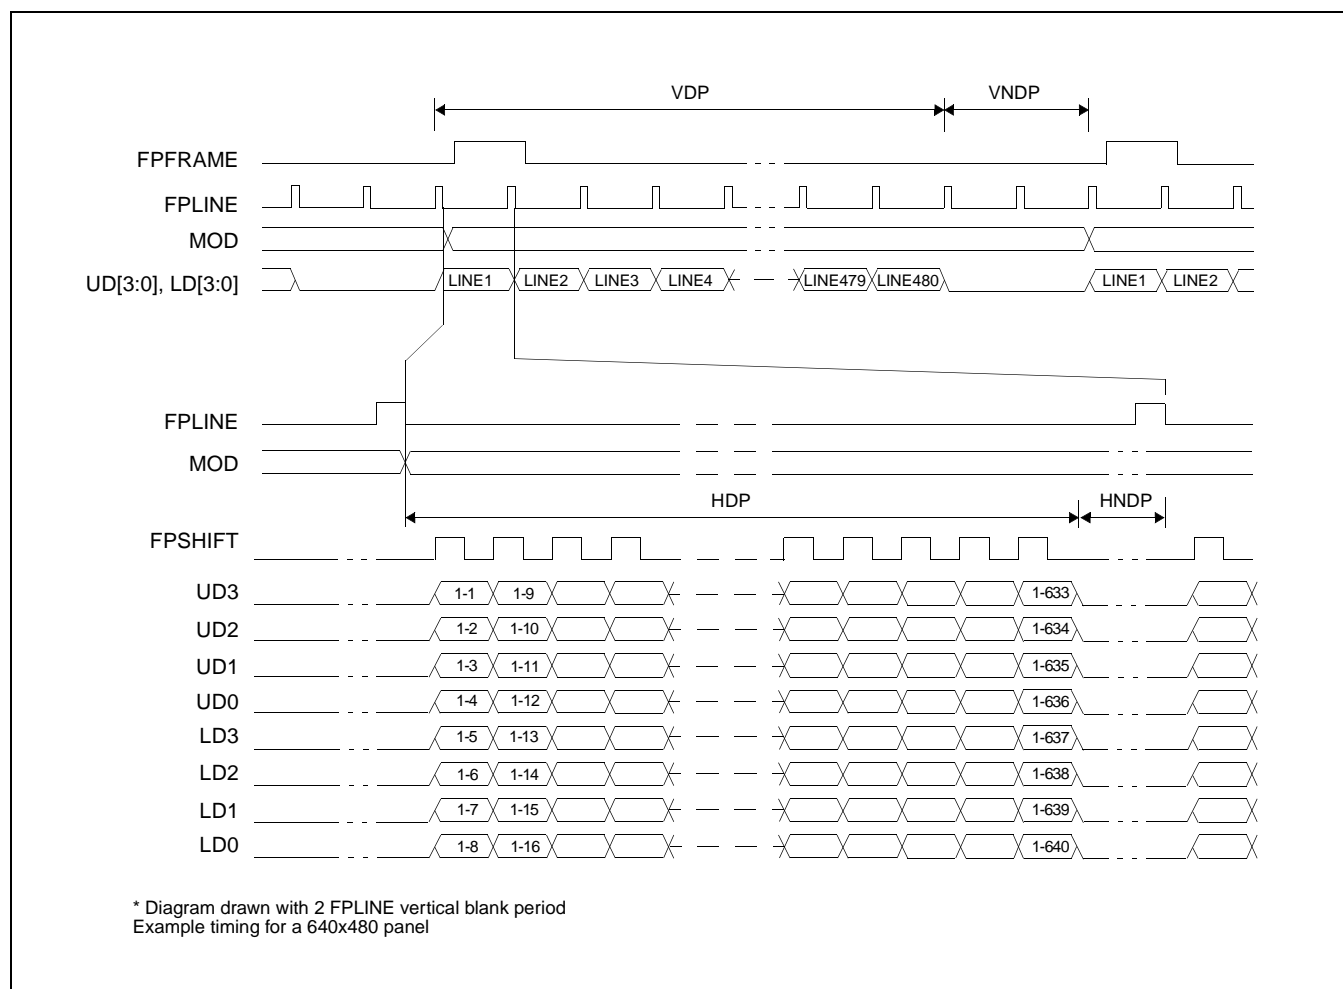 VDP VNDP
FPFRAME
FPLINE
MOD
UD[3:0], LD[3:0] LINE1 LINE2 LINE3 LINE4 LINE479 LINE480 LINE1 LINE2
FPLINE
MOD
HDP HNDP
FPSHIFT
UD3 1-1 1-9 1-633
UD2 1-2 1-10 1-634
UD1 1-3 1-11 1-635
UD0 1-4 1-12 1-636
LD3 1-5 1-13 1-637
LD2 1-6 1-14 1-638
LD1 1-7 1-15 1-639
LD0 1-8 1-16 1-640
* Diagram drawn with 2 FPLINE vertical blank period
Example timing for a 640x480 panel